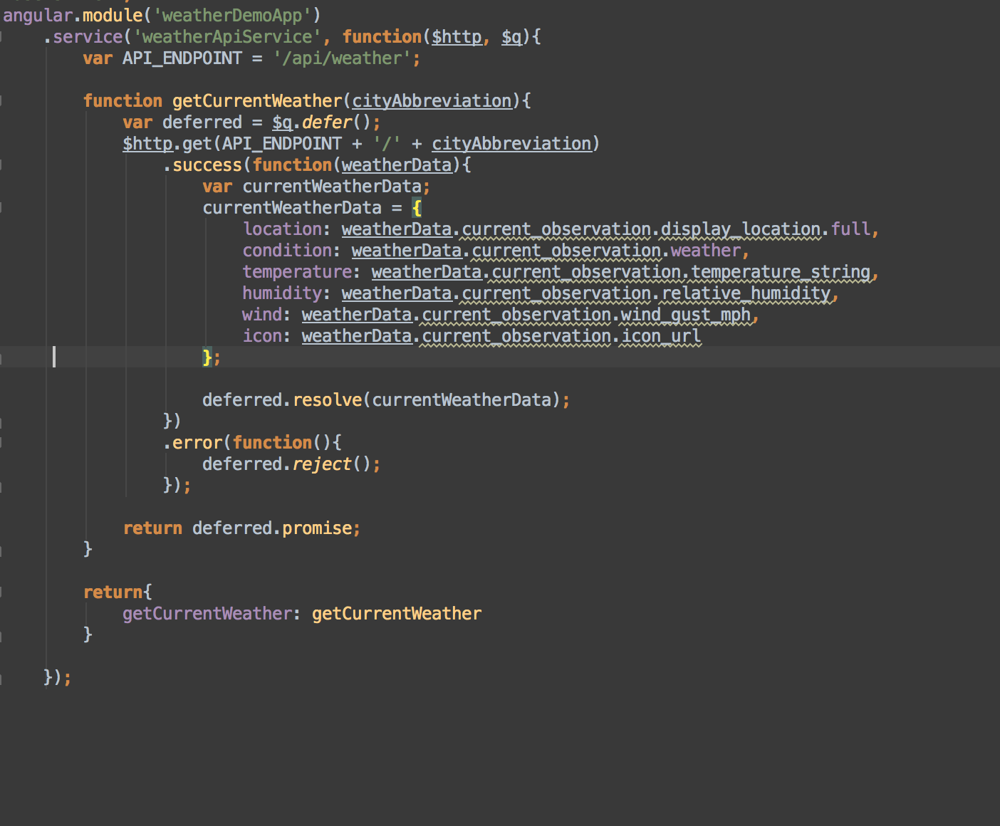 angular.module('weatherDemoApp')
.service('weatherApiService', function($http, $q){
var API_ENDPOINT = '/api/weather';
function getCurrentWeather(cityAbbreviation){
var deferred = $q.defer();
$http.get(API_ENDPOINT + '/' + cityAbbreviation)
.success(function(weatherData){
var currentWeatherData;
currentWeatherData = {
location: weatherData.current_observation.display_location.full,
condition: weatherData.current_observation.weather,
temperature: weatherData.current_observation.temperature_string,
humidity: weatherData.current_observation.relative_humidity,
wind: weatherData.current_observation.wind_gust_mph,
icon: weatherData.current_observation.icon_url
};
deferred.resolve(currentWeatherData);
})
.error(function(){
deferred.reject();
});
return deferred.promise;
}
return{
getCurrentWeather: getCurrentWeather
}
});